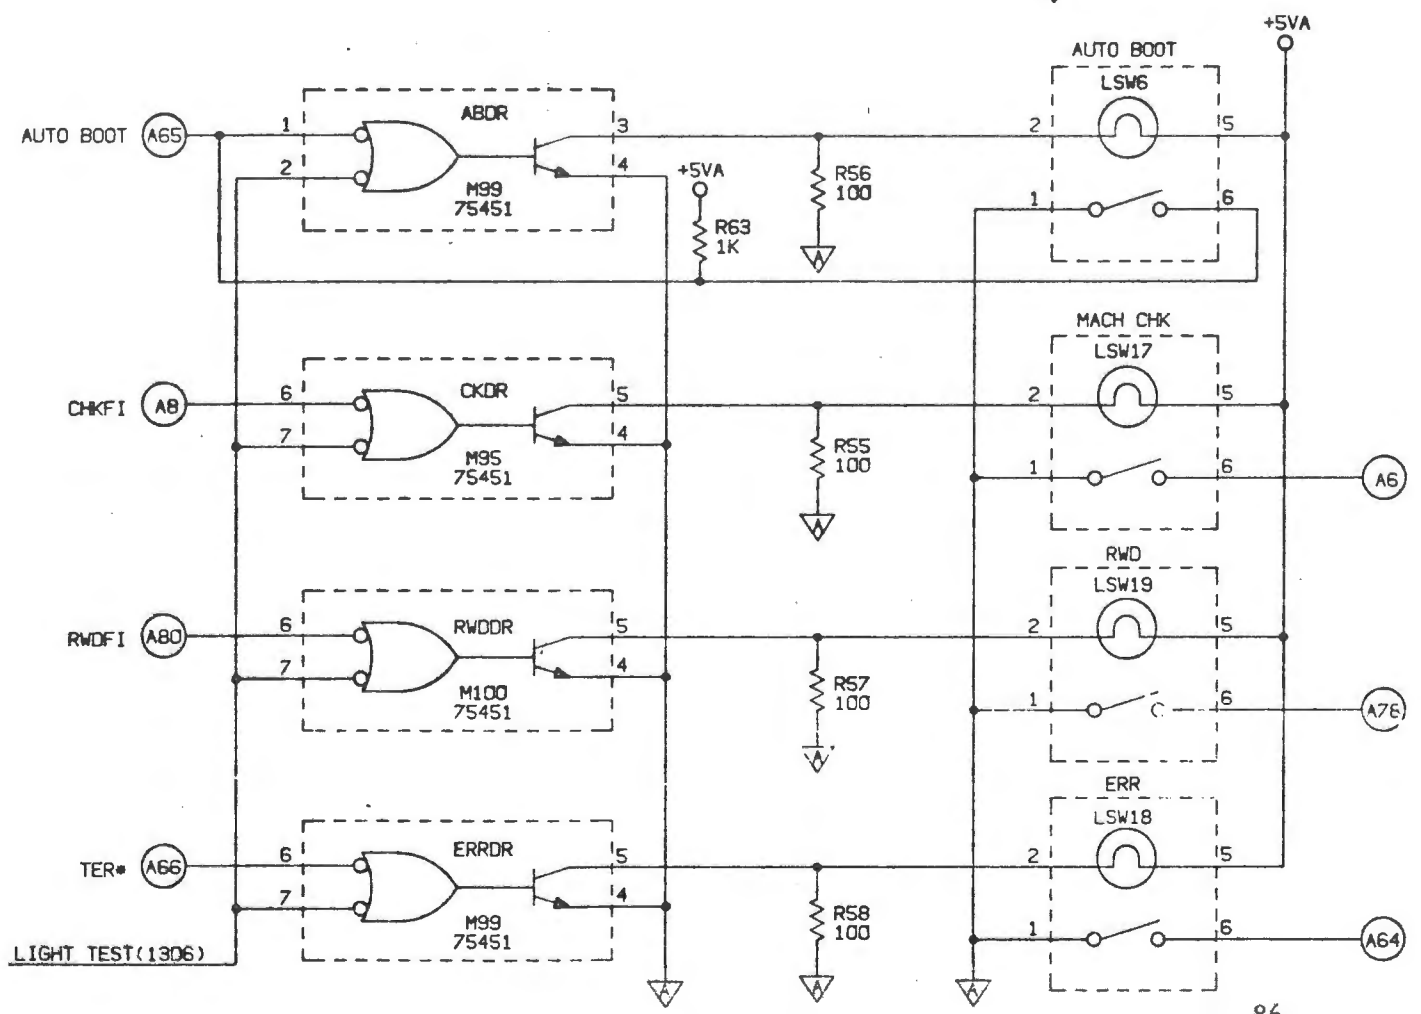 +5VA
AUTO BOOT
LSW6
AUTO BOOT A65 1 ABDR 3 2 5
2 4
M99
75451
+5VA
R56
100
R63
1K
1 6
A
MACH CHK
LSW17
CHKFI A8 6 CKDR 5 2 5
7 4
M95
75451
R55
100
1 6 A6
A
RWD
LSW19
RWDFI A80 6 RWDDR 5 2 5
7 4
M100
75451
R57
100
1 6 A78
A
ERR
LSW18
TER* A66 6 ERRDR 5 2 5
7 4
M99
75451
R58
100
1 6 A64
LIGHT TEST(13D6)
A A A